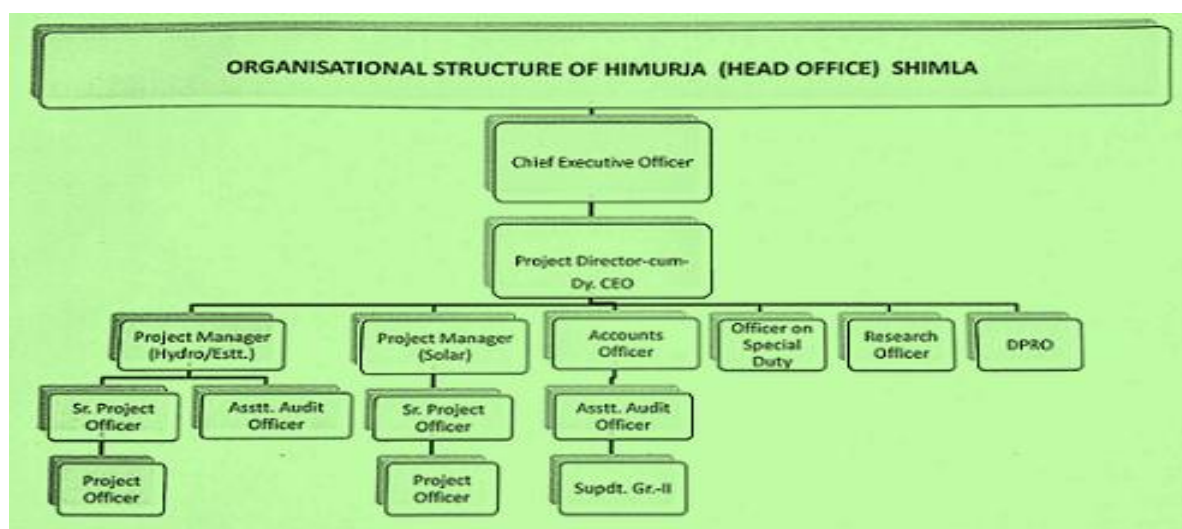 ORGANISATIONAL STRUCTURE OF HIMURJA (HEAD OFFICE) SHIMLA
Chief Executive Officer
Project Director-cum-
Dy. CEO
Project Manager
(Hydro/Estt.)
Project Manager
(Solar)
Accounts
Officer
Officer on
Special
Duty
Research
Officer
DPRO
Sr. Project
Officer
Asstt. Audit
Officer
Sr. Project
Officer
Asstt. Audit
Officer
Project
Officer
Project
Officer
Supdt. Gr.-II